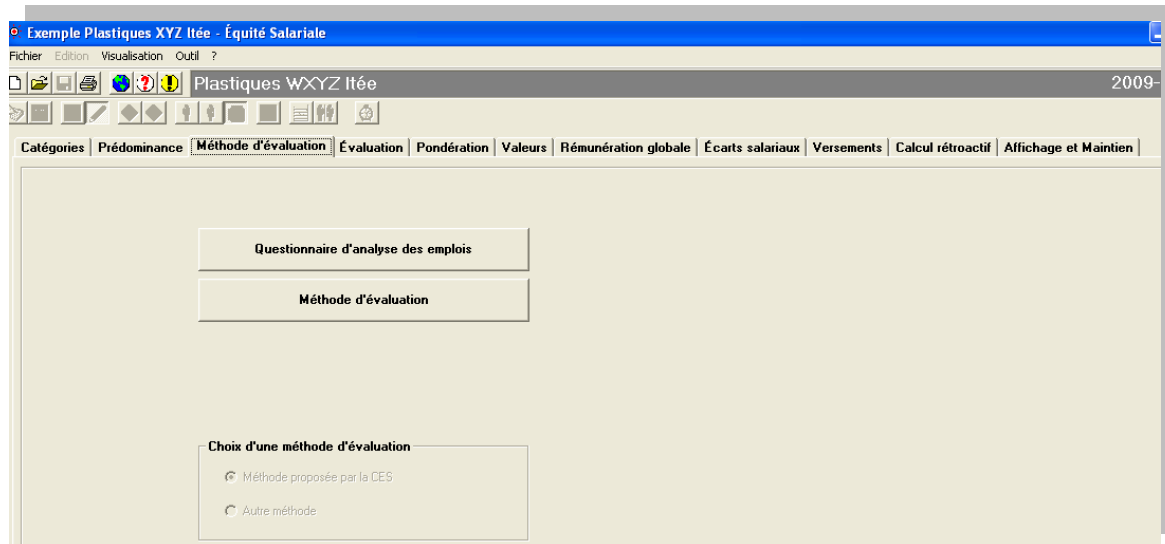 Exemple Plastiques XYZ ltée - Équité Salariale
Fichier Edition Visualisation Outil ?
Plastiques WXYZ ltée 2009-
Catégories Prédominance Méthode d'évaluation Évaluation Pondération Valeurs Rémunération globale Écarts salariaux Versements Calcul rétroactif Affichage et Maintien
Questionnaire d'analyse des emplois
Méthode d'évaluation
Choix d'une méthode d'évaluation
Méthode proposée par la CES
Autre méthode